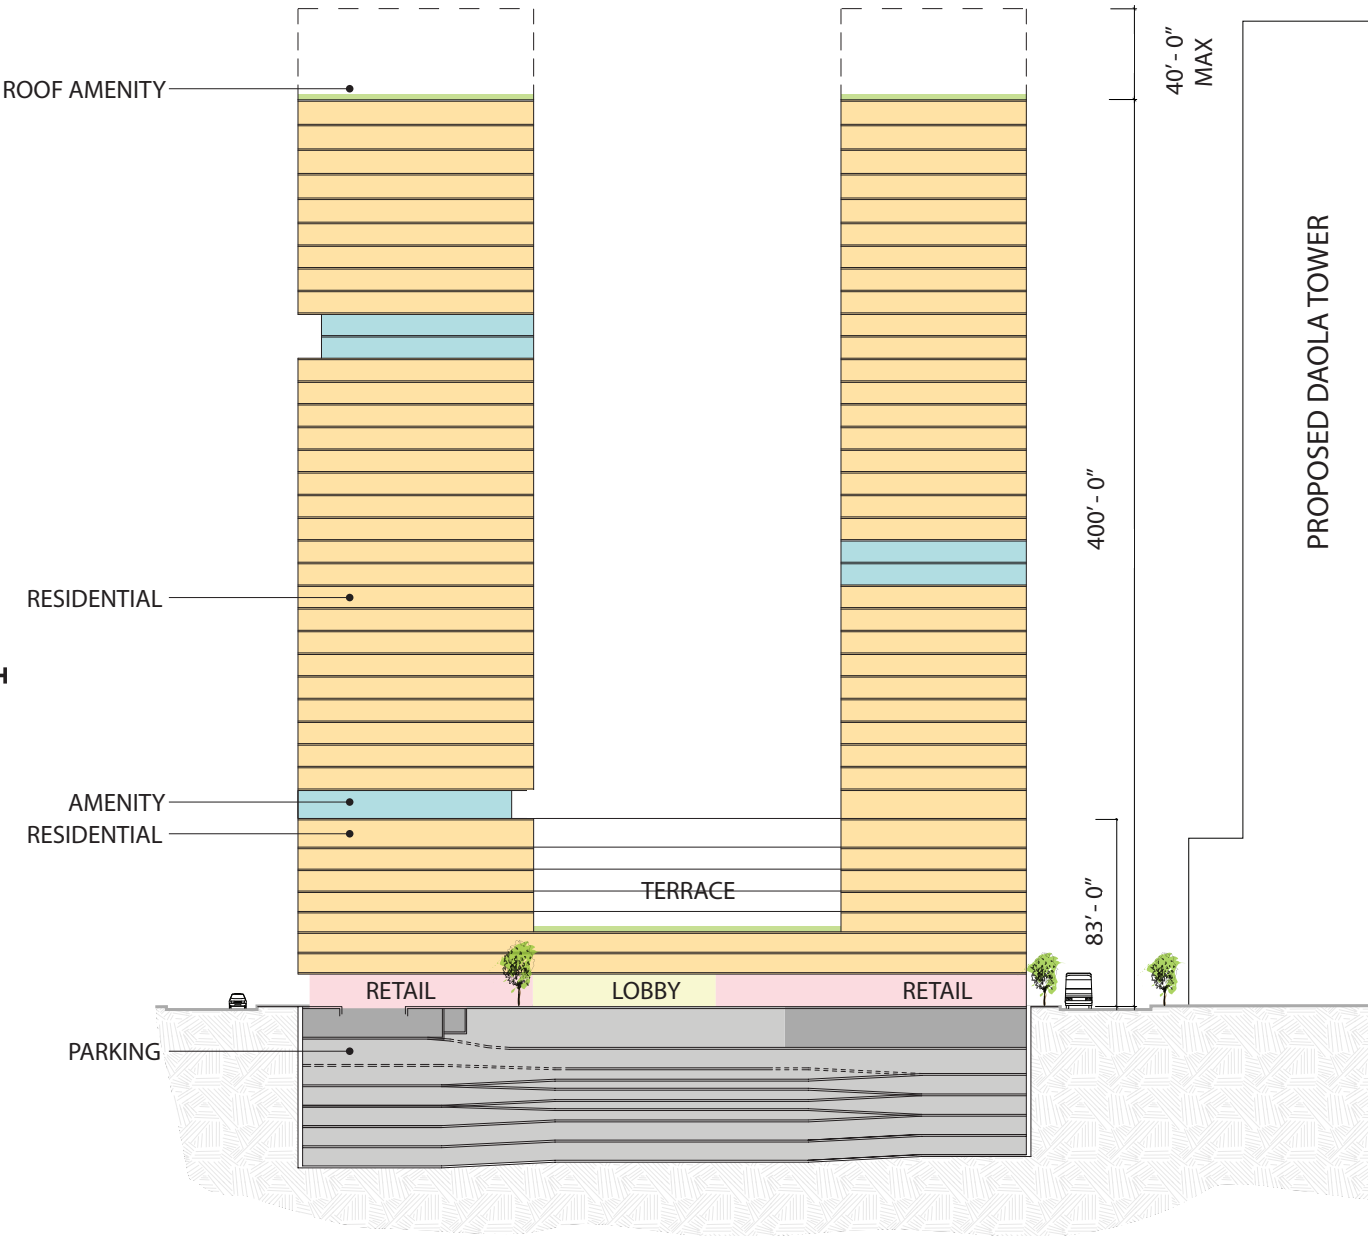 40’ - 0”
MAX
ROOF AMENITY
PROPOSED DAOLA TOWER
400’ - 0”
RESIDENTIAL
AMENITY
RESIDENTIAL
TERRACE
83’ - 0”
RETAIL
LOBBY
RETAIL
PARKING